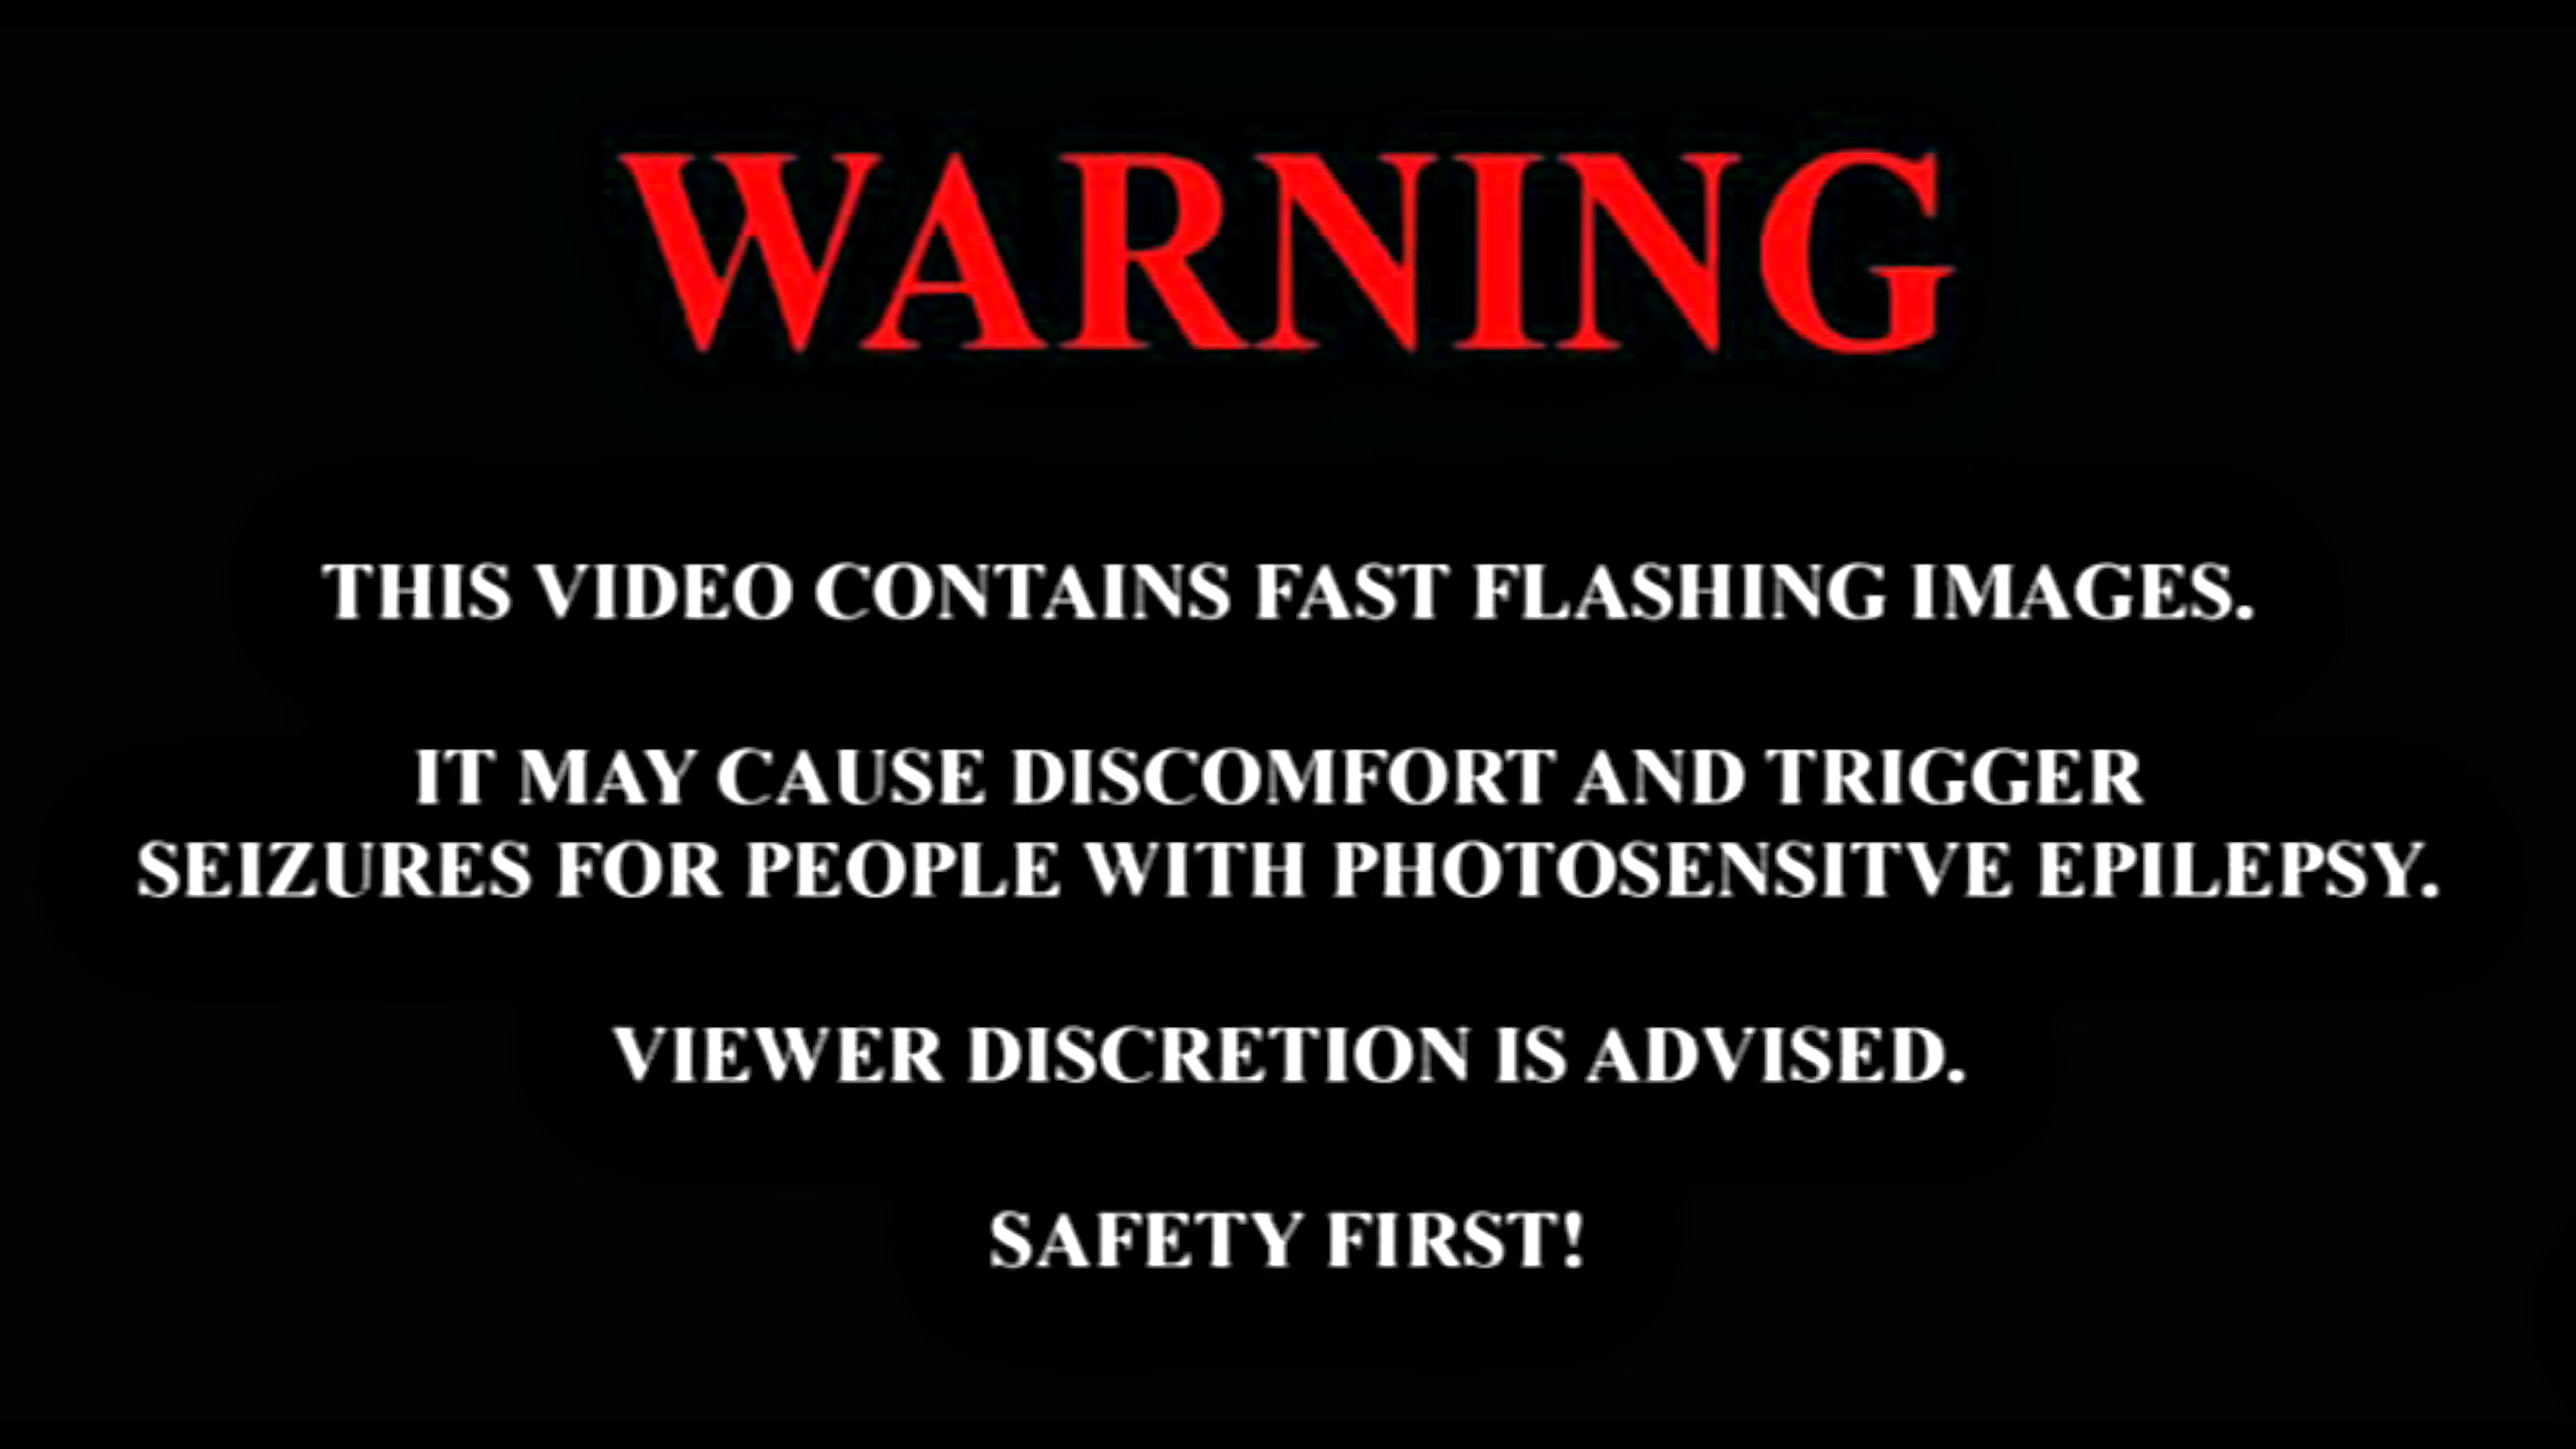 WARNING
THIS VIDEO CONTAINS FAST FLASHING IMAGES.
IT MAY CAUSE DISCOMFORT AND TRIGGER
SEIZURES FOR PEOPLE WITH PHOTOSENSITVE EPILEPSY.
VIEWER DISCRETION IS ADVISED.
SAFETY FIRST!